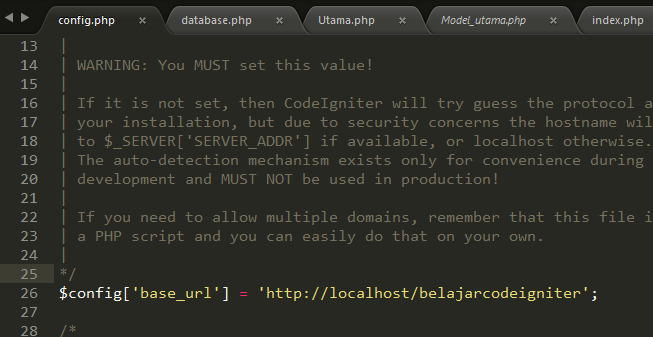 config.php × database.php × Utama.php × Model_utama.php × index.php
13 |
14 | WARNING: You MUST set this value!
15 |
16 | If it is not set, then CodeIgniter will try guess the protocol a
17 | your installation, but due to security concerns the hostname wil
18 | to $_SERVER['SERVER_ADDR'] if available, or localhost otherwise.
19 | The auto-detection mechanism exists only for convenience during
20 | development and MUST NOT be used in production!
21 |
22 | If you need to allow multiple domains, remember that this file i
23 | a PHP script and you can easily do that on your own.
24 |
25 */
26 $config['base_url'] = 'http://localhost/belajarcodeigniter';
27
28 /*